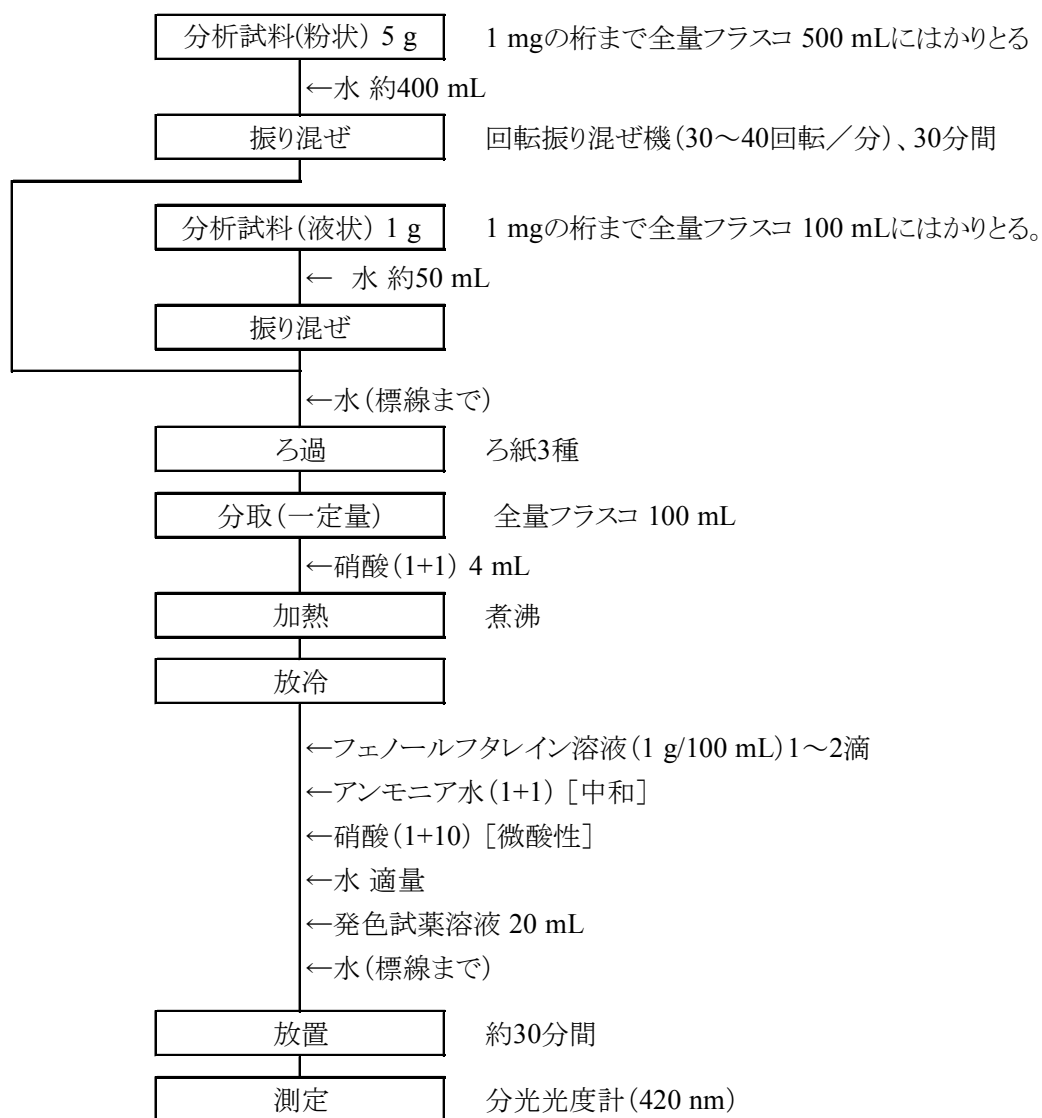 分析試料(粉状) 5 g 1 mgの桁まで全量フラスコ 500 mLにはかりとる
←水 約400 mL
振り混ぜ 回転振り混ぜ機(30～40回転／分)、30分間
分析試料(液状) 1 g 1 mgの桁まで全量フラスコ 100 mLにはかりとる。
← 水 約50 mL
振り混ぜ
←水(標線まで)
ろ過 ろ紙3種
分取(一定量) 全量フラスコ 100 mL
←硝酸(1+1) 4 mL
加熱 煮沸
放冷
←フェノールフタレイン溶液(1 g/100 mL)1～2滴
←アンモニア水(1+1) [中和]
←硝酸(1+10) [微酸性]
←水 適量
←発色試薬溶液 20 mL
←水(標線まで)
放置 約30分間
測定 分光光度計(420 nm)